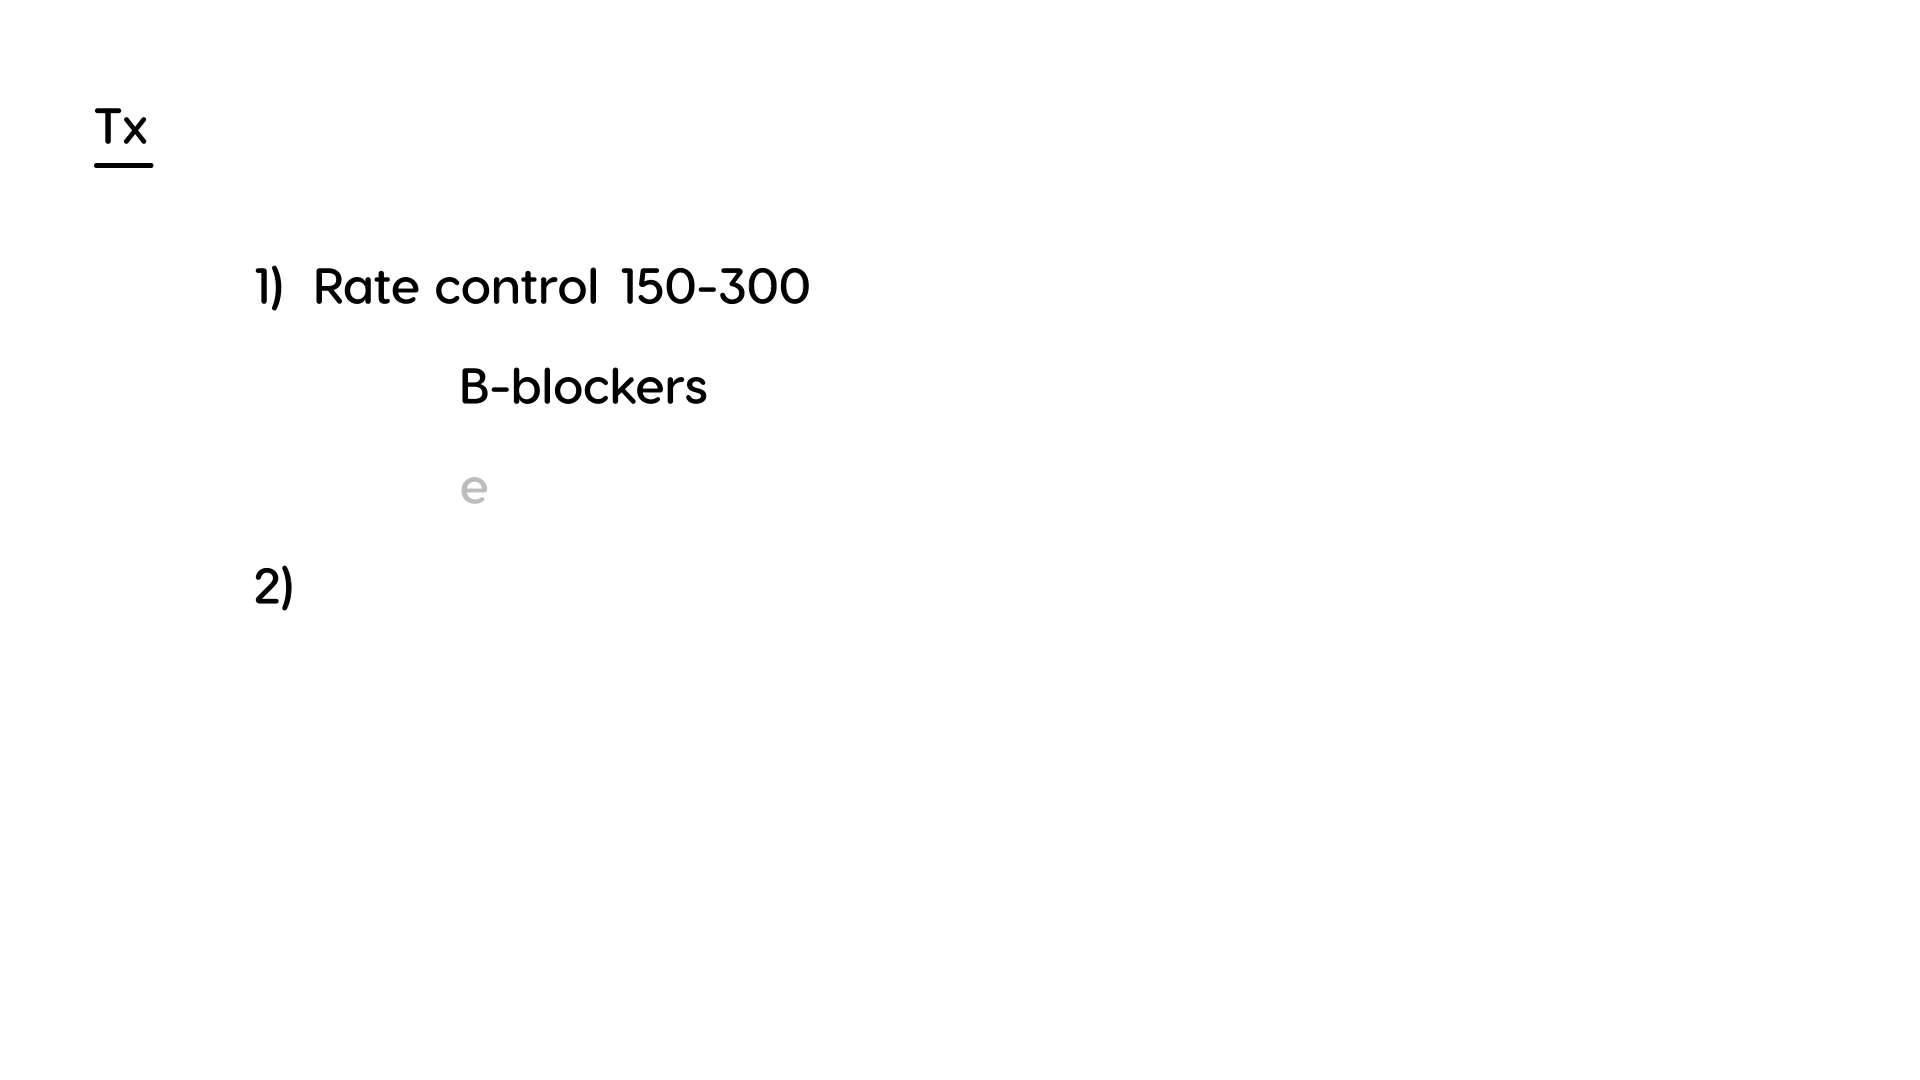 Tx
1) Rate control 150-300
B-blockers
e
2)